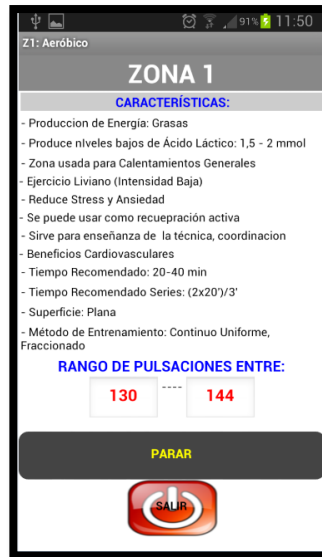 91% 11:50
Z1: Aeróbico
ZONA 1
CARACTERÍSTICAS:
- Produccion de Energía: Grasas
- Produce nIveles bajos de Ácido Láctico: 1,5 - 2 mmol
- Zona usada para Calentamientos Generales
- Ejercicio Liviano (Intensidad Baja)
- Reduce Stress y Ansiedad
- Se puede usar como recuepración activa
- Sirve para enseñanza de la técnica, coordinacion
- Beneficios Cardiovasculares
- Tiempo Recomendado: 20-40 min
- Tiempo Recomendado Series: (2x20')/3'
- Superficie: Plana
- Método de Entrenamiento: Continuo Uniforme,
Fraccionado
RANGO DE PULSACIONES ENTRE:
130 ---- 144
PARAR
SALIR